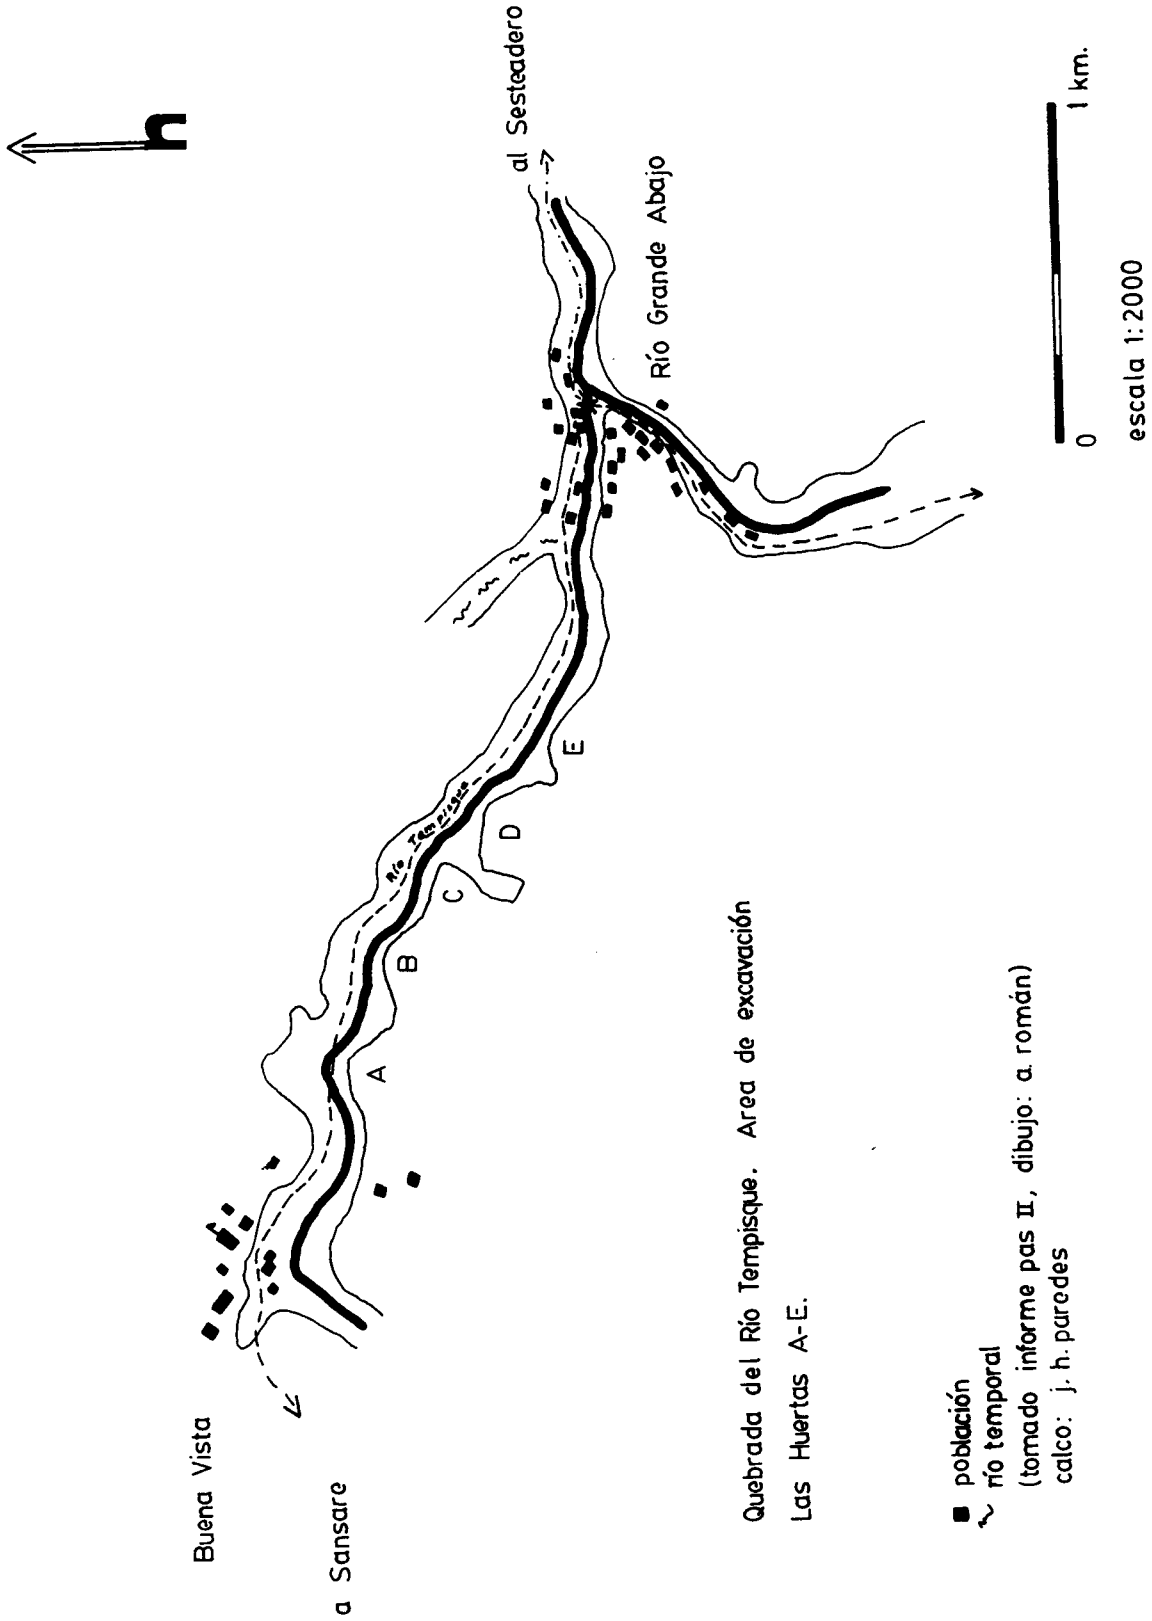 n
al Sesteadero
Río Grande Abajo
Río Tempisque
A
B
C
D
E
Buena Vista
a Sansare
Quebrada del Río Tempisque. Area de excavación
Las Huertas A-E.
población
río temporal
(tomado informe pas II, dibujo: a. román)
calco: j. h. paredes
0
1 km.
escala 1:2000